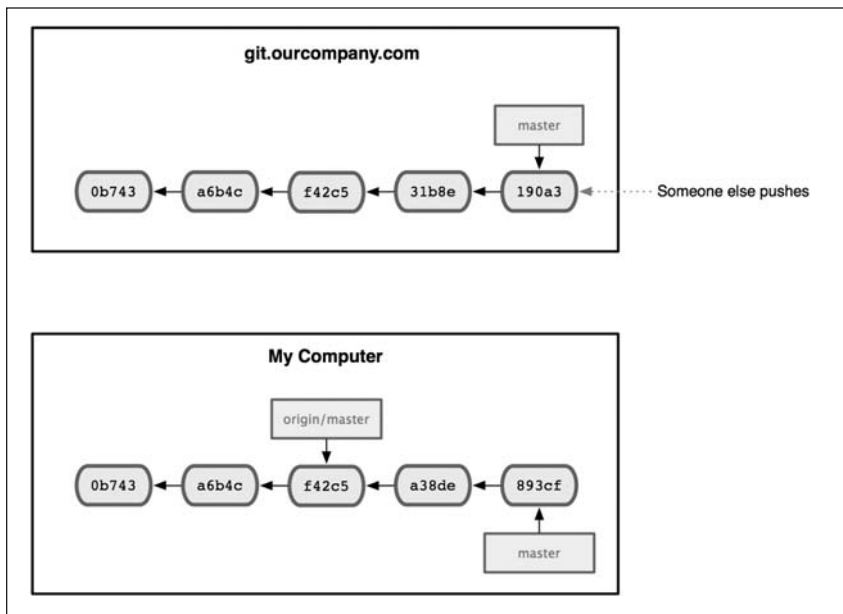 git.ourcompany.com
master
0b743
a6b4c
f42c5
31b8e
190a3
Someone else pushes
My Computer
origin/master
0b743
a6b4c
f42c5
a38de
893cf
master